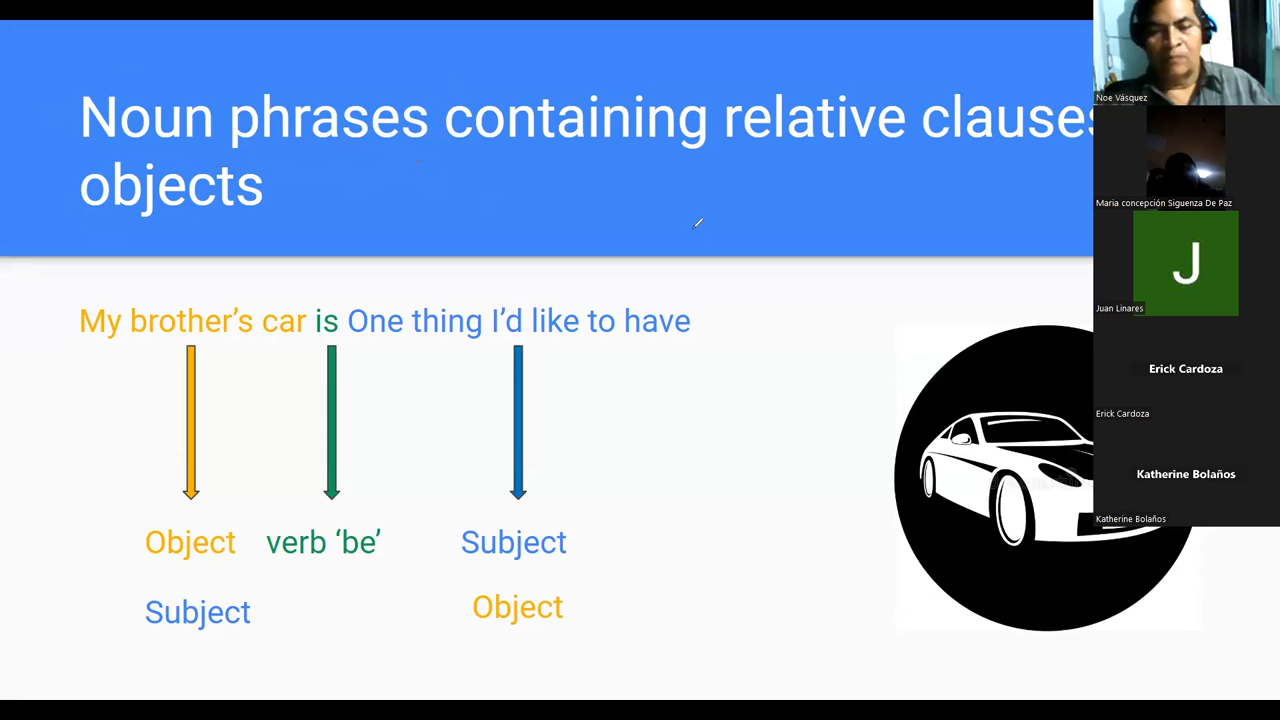 Noun phrases containing relative clauses
objects
My brother's car is One thing I'd like to have
Object verb 'be' Subject
Subject Object
Noe Vásquez
Maria concepción Siguenza De Paz
J
Juan Linares
Erick Cardoza
Erick Cardoza
Katherine Bolaños
Katherine Bolaños